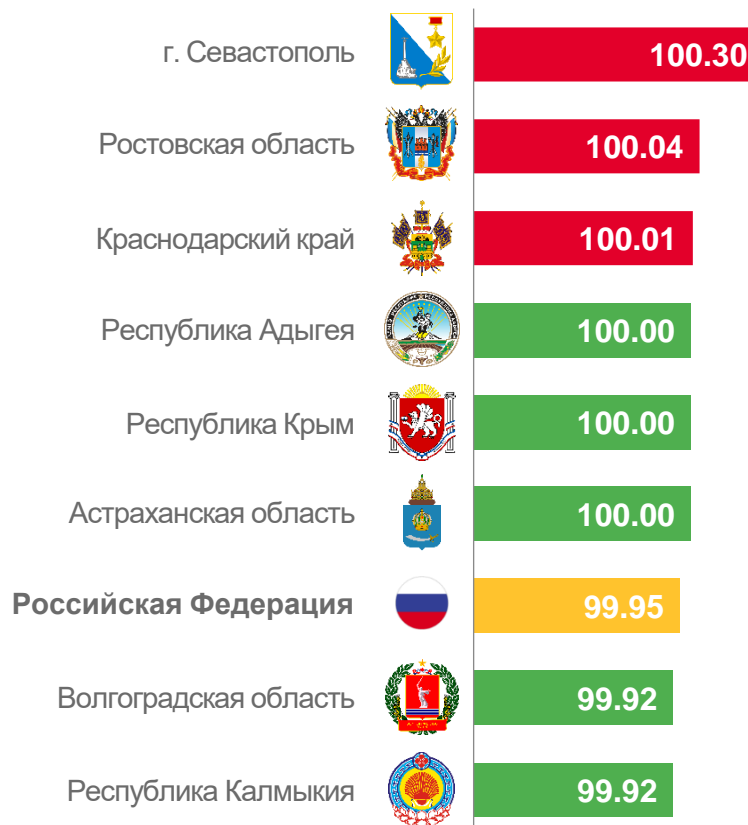 г. Севастополь 100.30
Ростовская область 100.04
Краснодарский край 100.01
Республика Адыгея 100.00
Республика Крым 100.00
Астраханская область 100.00
Российская Федерация 99.95
Волгоградская область 99.92
Республика Калмыкия 99.92